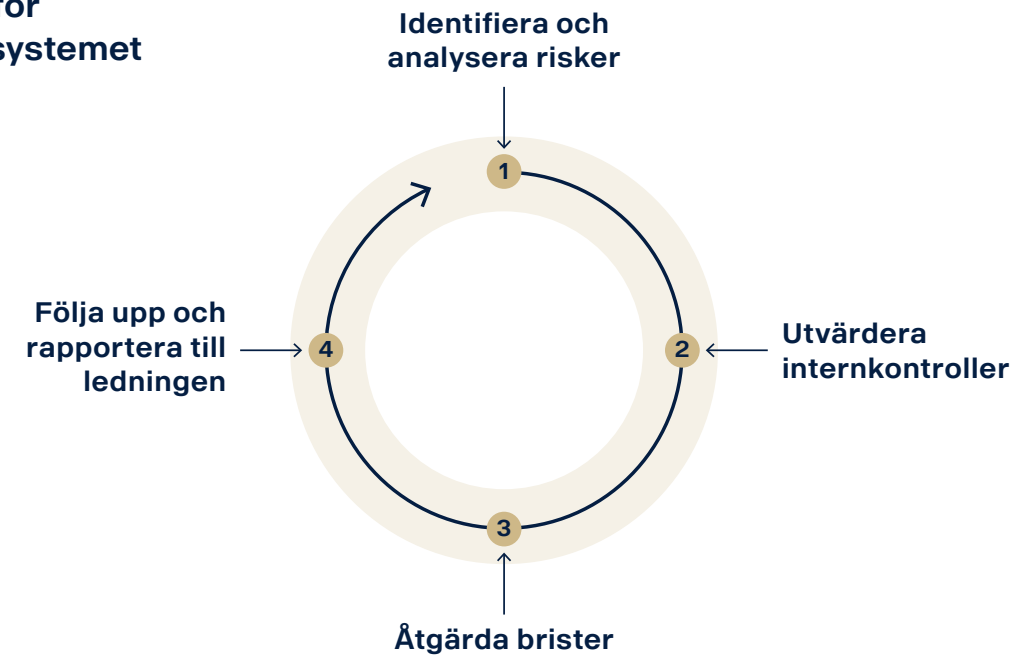 för
systemet
Identifiera och
analysera risker
1
Följa upp och
rapportera till
ledningen
4
2
Utvärdera
internkontroller
3
Åtgärda brister